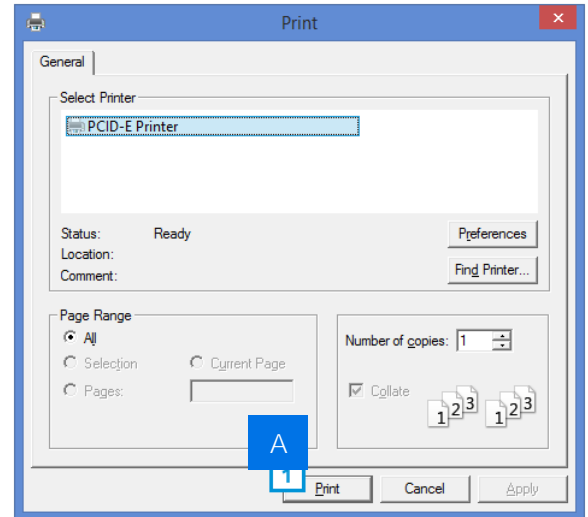 Print
General
Select Printer
PCID-E Printer
Status: Ready
Preferences
Location:
Comment:
Find Printer...
Page Range
All
Selection
Current Page
Pages:
Number of copies: 1
Collate
1 2 3 1 2 3
A
1
Print Cancel Apply